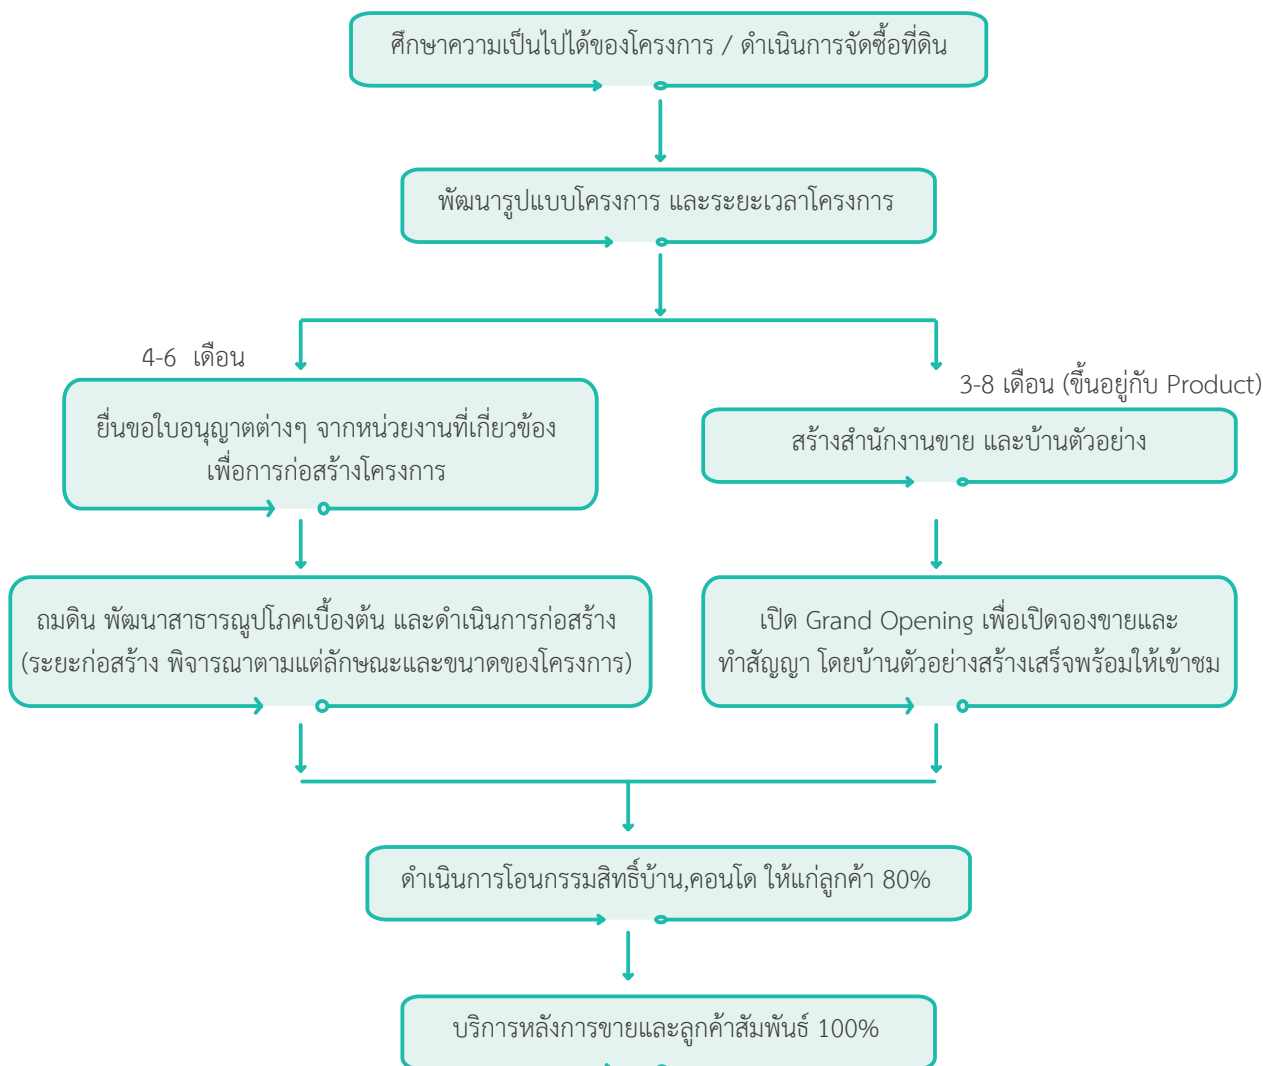 ศึกษาความเป็นไปได้ของโครงการ / ดำเนินการจัดซื้อที่ดิน
พัฒนารูปแบบโครงการ และระยะเวลาโครงการ
4-6 เดือน
ยื่นขอใบอนุญาตต่างๆ จากหน่วยงานที่เกี่ยวข้อง
เพื่อการก่อสร้างโครงการ
3-8 เดือน (ขึ้นอยู่กับ Product)
สร้างสำนักงานขาย และบ้านตัวอย่าง
ถมดิน พัฒนาสาธารณูปโภคเบื้องต้น และดำเนินการก่อสร้าง
(ระยะก่อสร้าง พิจารณาตามแต่ลักษณะและขนาดของโครงการ)
เปิด Grand Opening เพื่อเปิดจองขายและ
ทำสัญญา โดยบ้านตัวอย่างสร้างเสร็จพร้อมให้เข้าชม
ดำเนินการโอนกรรมสิทธิ์บ้าน,คอนโด ให้แก่ลูกค้า 80%
บริการหลังการขายและลูกค้าสัมพันธ์ 100%